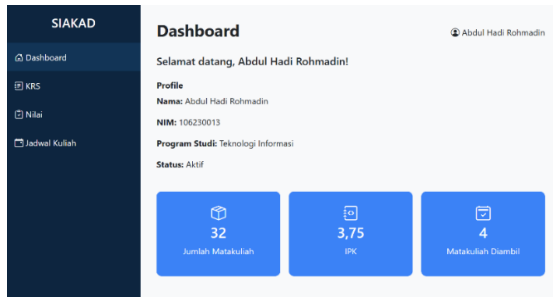 SIAKAD
Dashboard
KRS
Nilai
Jadwal Kuliah
Dashboard
Abdul Hadi Rohmadin
Selamat datang, Abdul Hadi Rohmadin!
Profile
Nama: Abdul Hadi Rohmadin
NIM: 106230013
Program Studi: Teknologi Informasi
Status: Aktif
32
Jumlah Matakuliah
3,75
IPK
4
Matakuliah Diambil